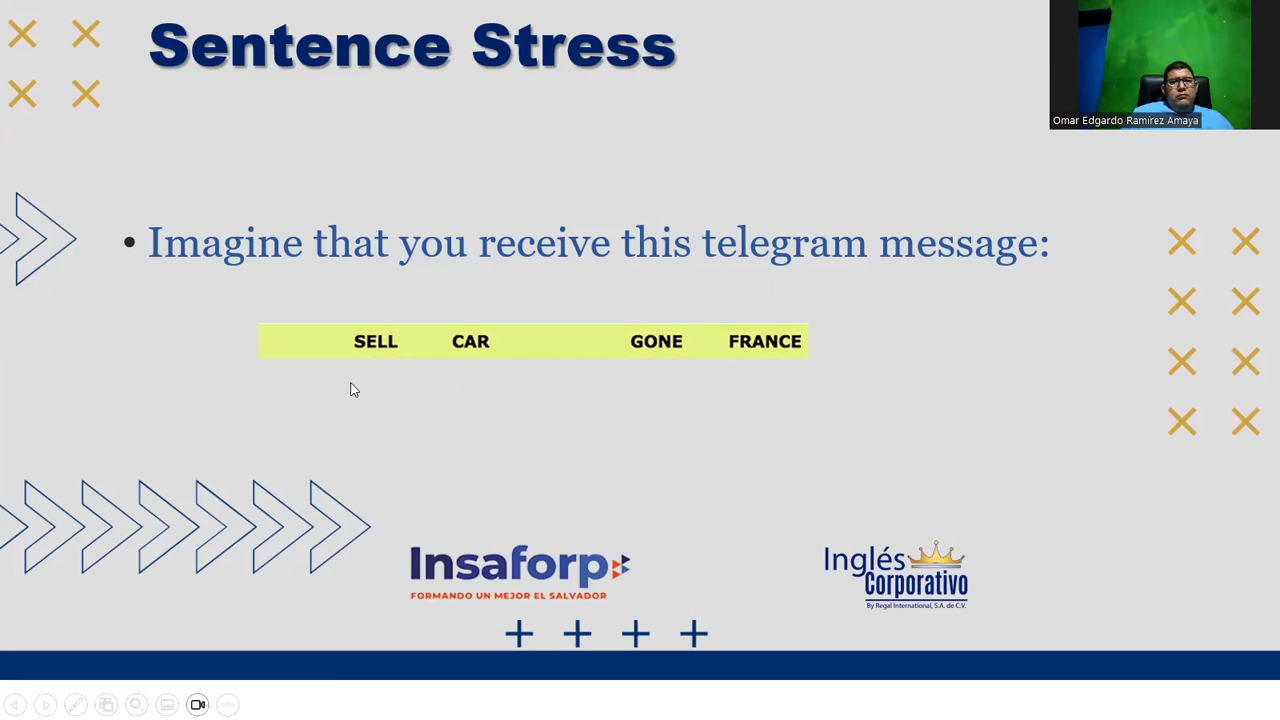 Sentence Stress
Omar Edgardo Ramírez Amaya
• Imagine that you receive this telegram message:
SELL CAR GONE FRANCE
Insaforp
FORMANDO UN MEJOR EL SALVADOR
Inglés
Corporativo
By Regal International, S.A. de C.V.